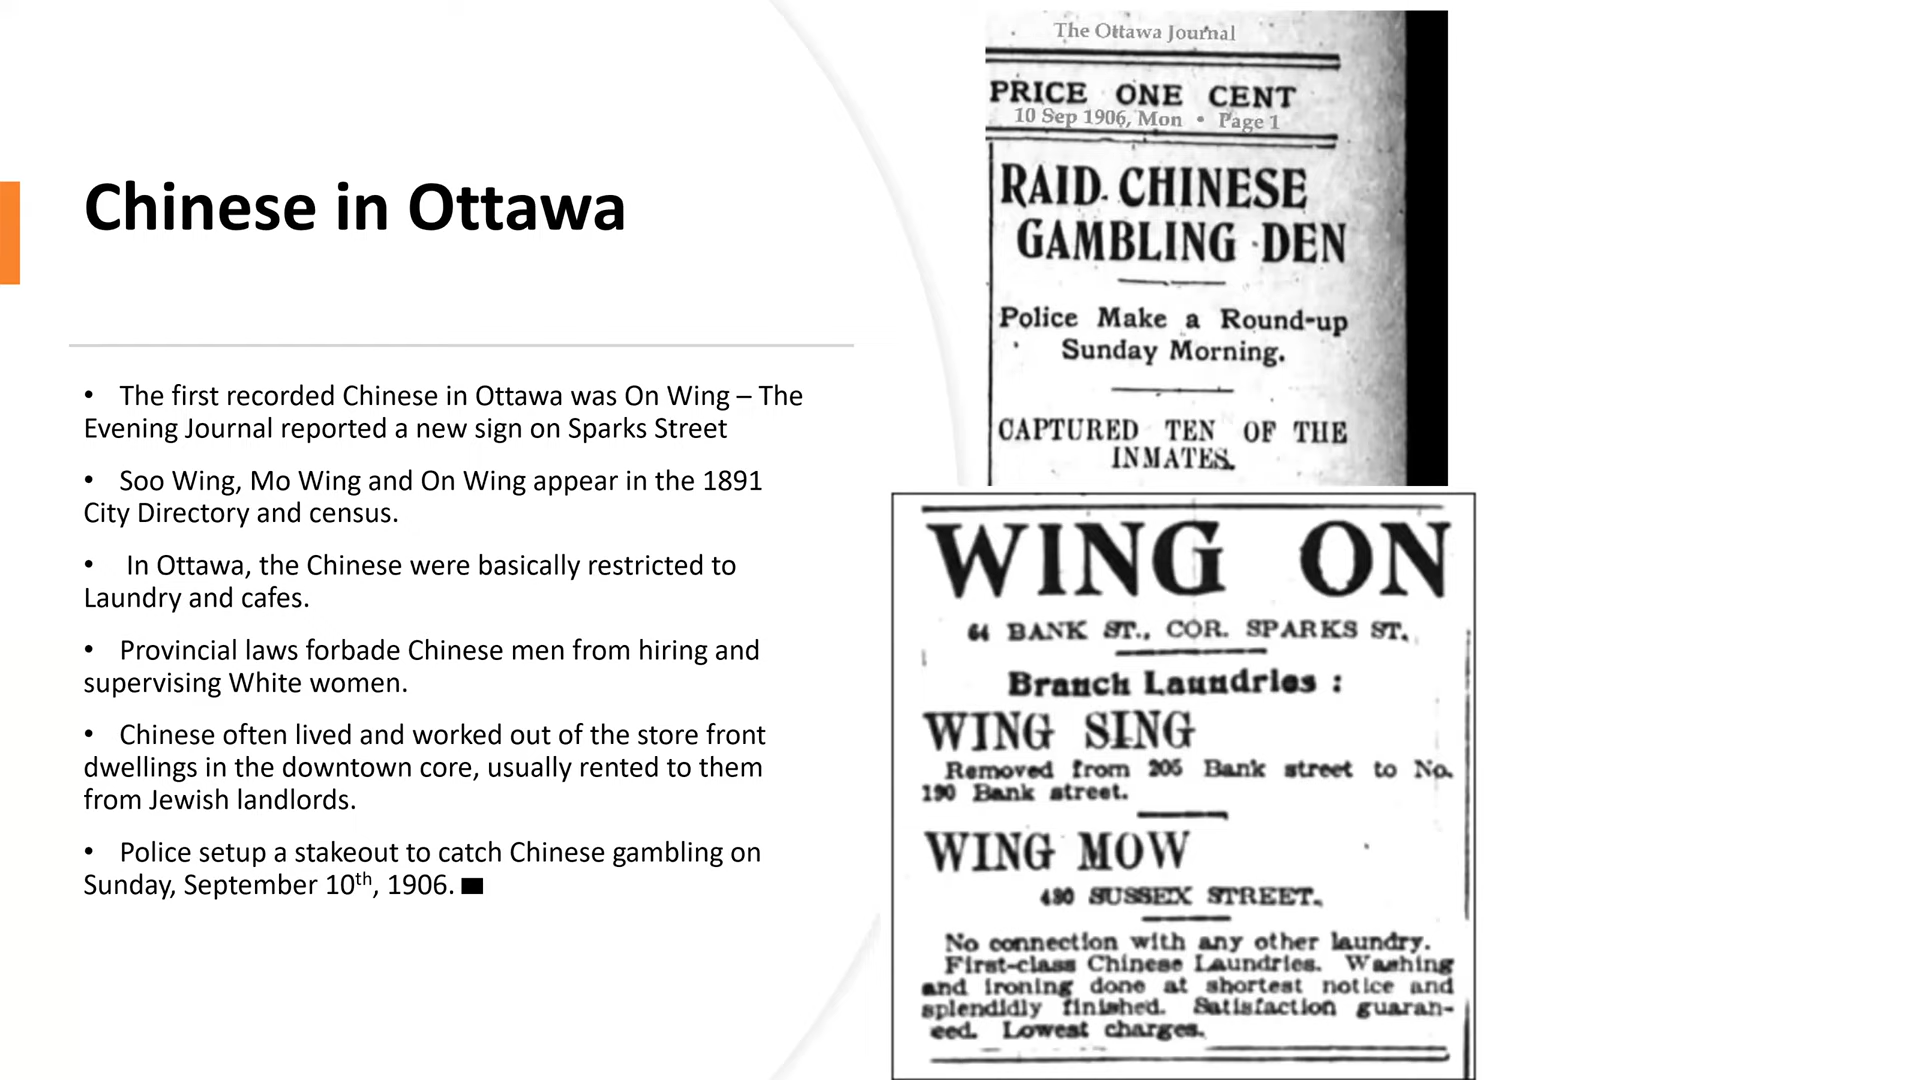 Chinese in Ottawa
• The first recorded Chinese in Ottawa was On Wing – The
Evening Journal reported a new sign on Sparks Street
• Soo Wing, Mo Wing and On Wing appear in the 1891
City Directory and census.
• In Ottawa, the Chinese were basically restricted to
Laundry and cafes.
• Provincial laws forbade Chinese men from hiring and
supervising White women.
• Chinese often lived and worked out of the store front
dwellings in the downtown core, usually rented to them
from Jewish landlords.
• Police setup a stakeout to catch Chinese gambling on
Sunday, September 10th, 1906.
The Ottawa Journal
PRICE ONE CENT
10 Sep 1906, Mon • Page 1
RAID CHINESE
GAMBLING DEN
Police Make a Round-up
Sunday Morning.
CAPTURED TEN OF THE
INMATES.
WING ON
64 BANK ST., COR. SPARKS ST.
Branch Laundries :
WING SING
Removed from 205 Bank street to No.
190 Bank street.
WING MOW
480 SUSSEX STREET.
No connection with any other laundry.
First-class Chinese Laundries. Washing
and ironing done at shortest notice and
splendidly finished. Satisfaction guaran-
eed. Lowest charges.